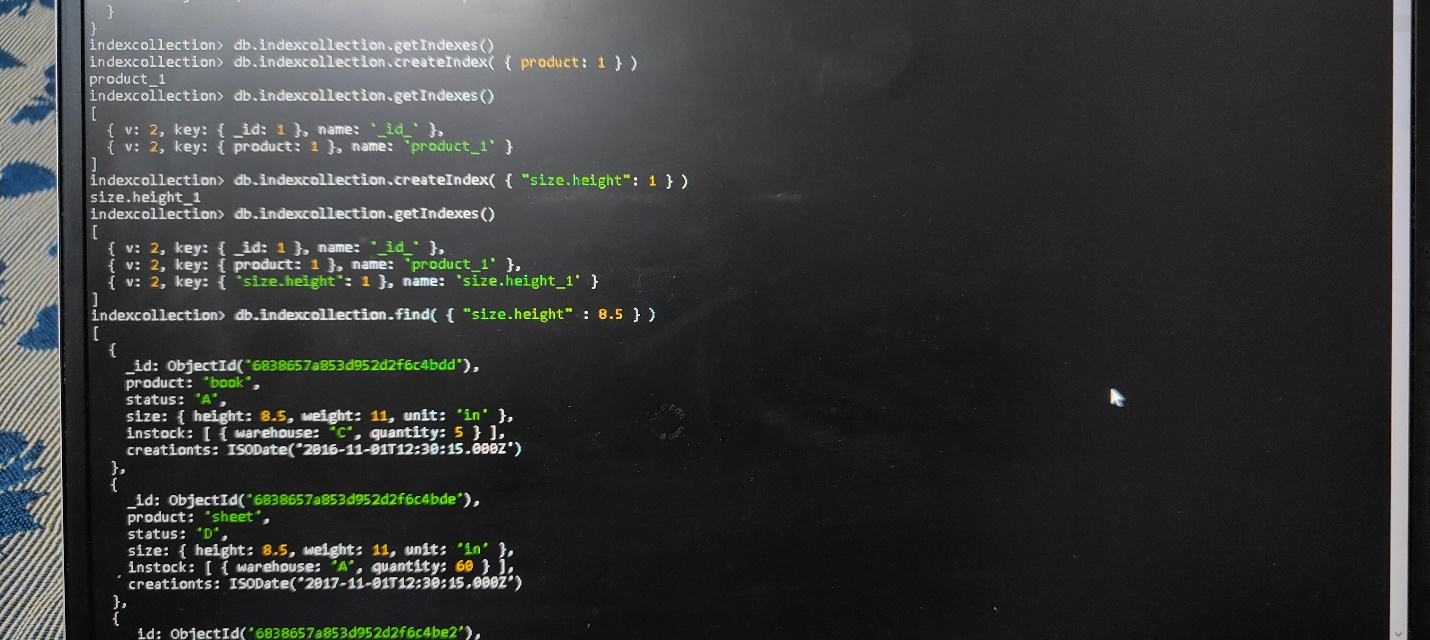 }
}
indexcollection> db.indexcollection.getIndexes()
indexcollection> db.indexcollection.createIndex( { product: 1 } )
product_1
indexcollection> db.indexcollection.getIndexes()
[
{ v: 2, key: { _id: 1 }, name: '_id_' },
{ v: 2, key: { product: 1 }, name: 'product_1' }
]
indexcollection> db.indexcollection.createIndex( { "size.height": 1 } )
size.height_1
indexcollection> db.indexcollection.getIndexes()
[
{ v: 2, key: { _id: 1 }, name: '_id_' },
{ v: 2, key: { product: 1 }, name: 'product_1' },
{ v: 2, key: { 'size.height': 1 }, name: 'size.height_1' }
]
indexcollection> db.indexcollection.find( { "size.height" : 8.5 } )
[
{
_id: ObjectId("6838657a853d952d2f6c4bdd"),
product: 'book',
status: 'A',
size: { height: 8.5, weight: 11, unit: 'in' },
instock: [ { warehouse: 'C', quantity: 5 } ],
creationts: ISODate("2016-11-01T12:30:15.000Z")
},
{
_id: ObjectId("6838657a853d952d2f6c4bde"),
product: 'sheet',
status: 'D',
size: { height: 8.5, weight: 11, unit: 'in' },
instock: [ { warehouse: 'A', quantity: 60 } ],
creationts: ISODate("2017-11-01T12:30:15.000Z")
},
{
_id: ObjectId("6838657a853d952d2f6c4be2"),